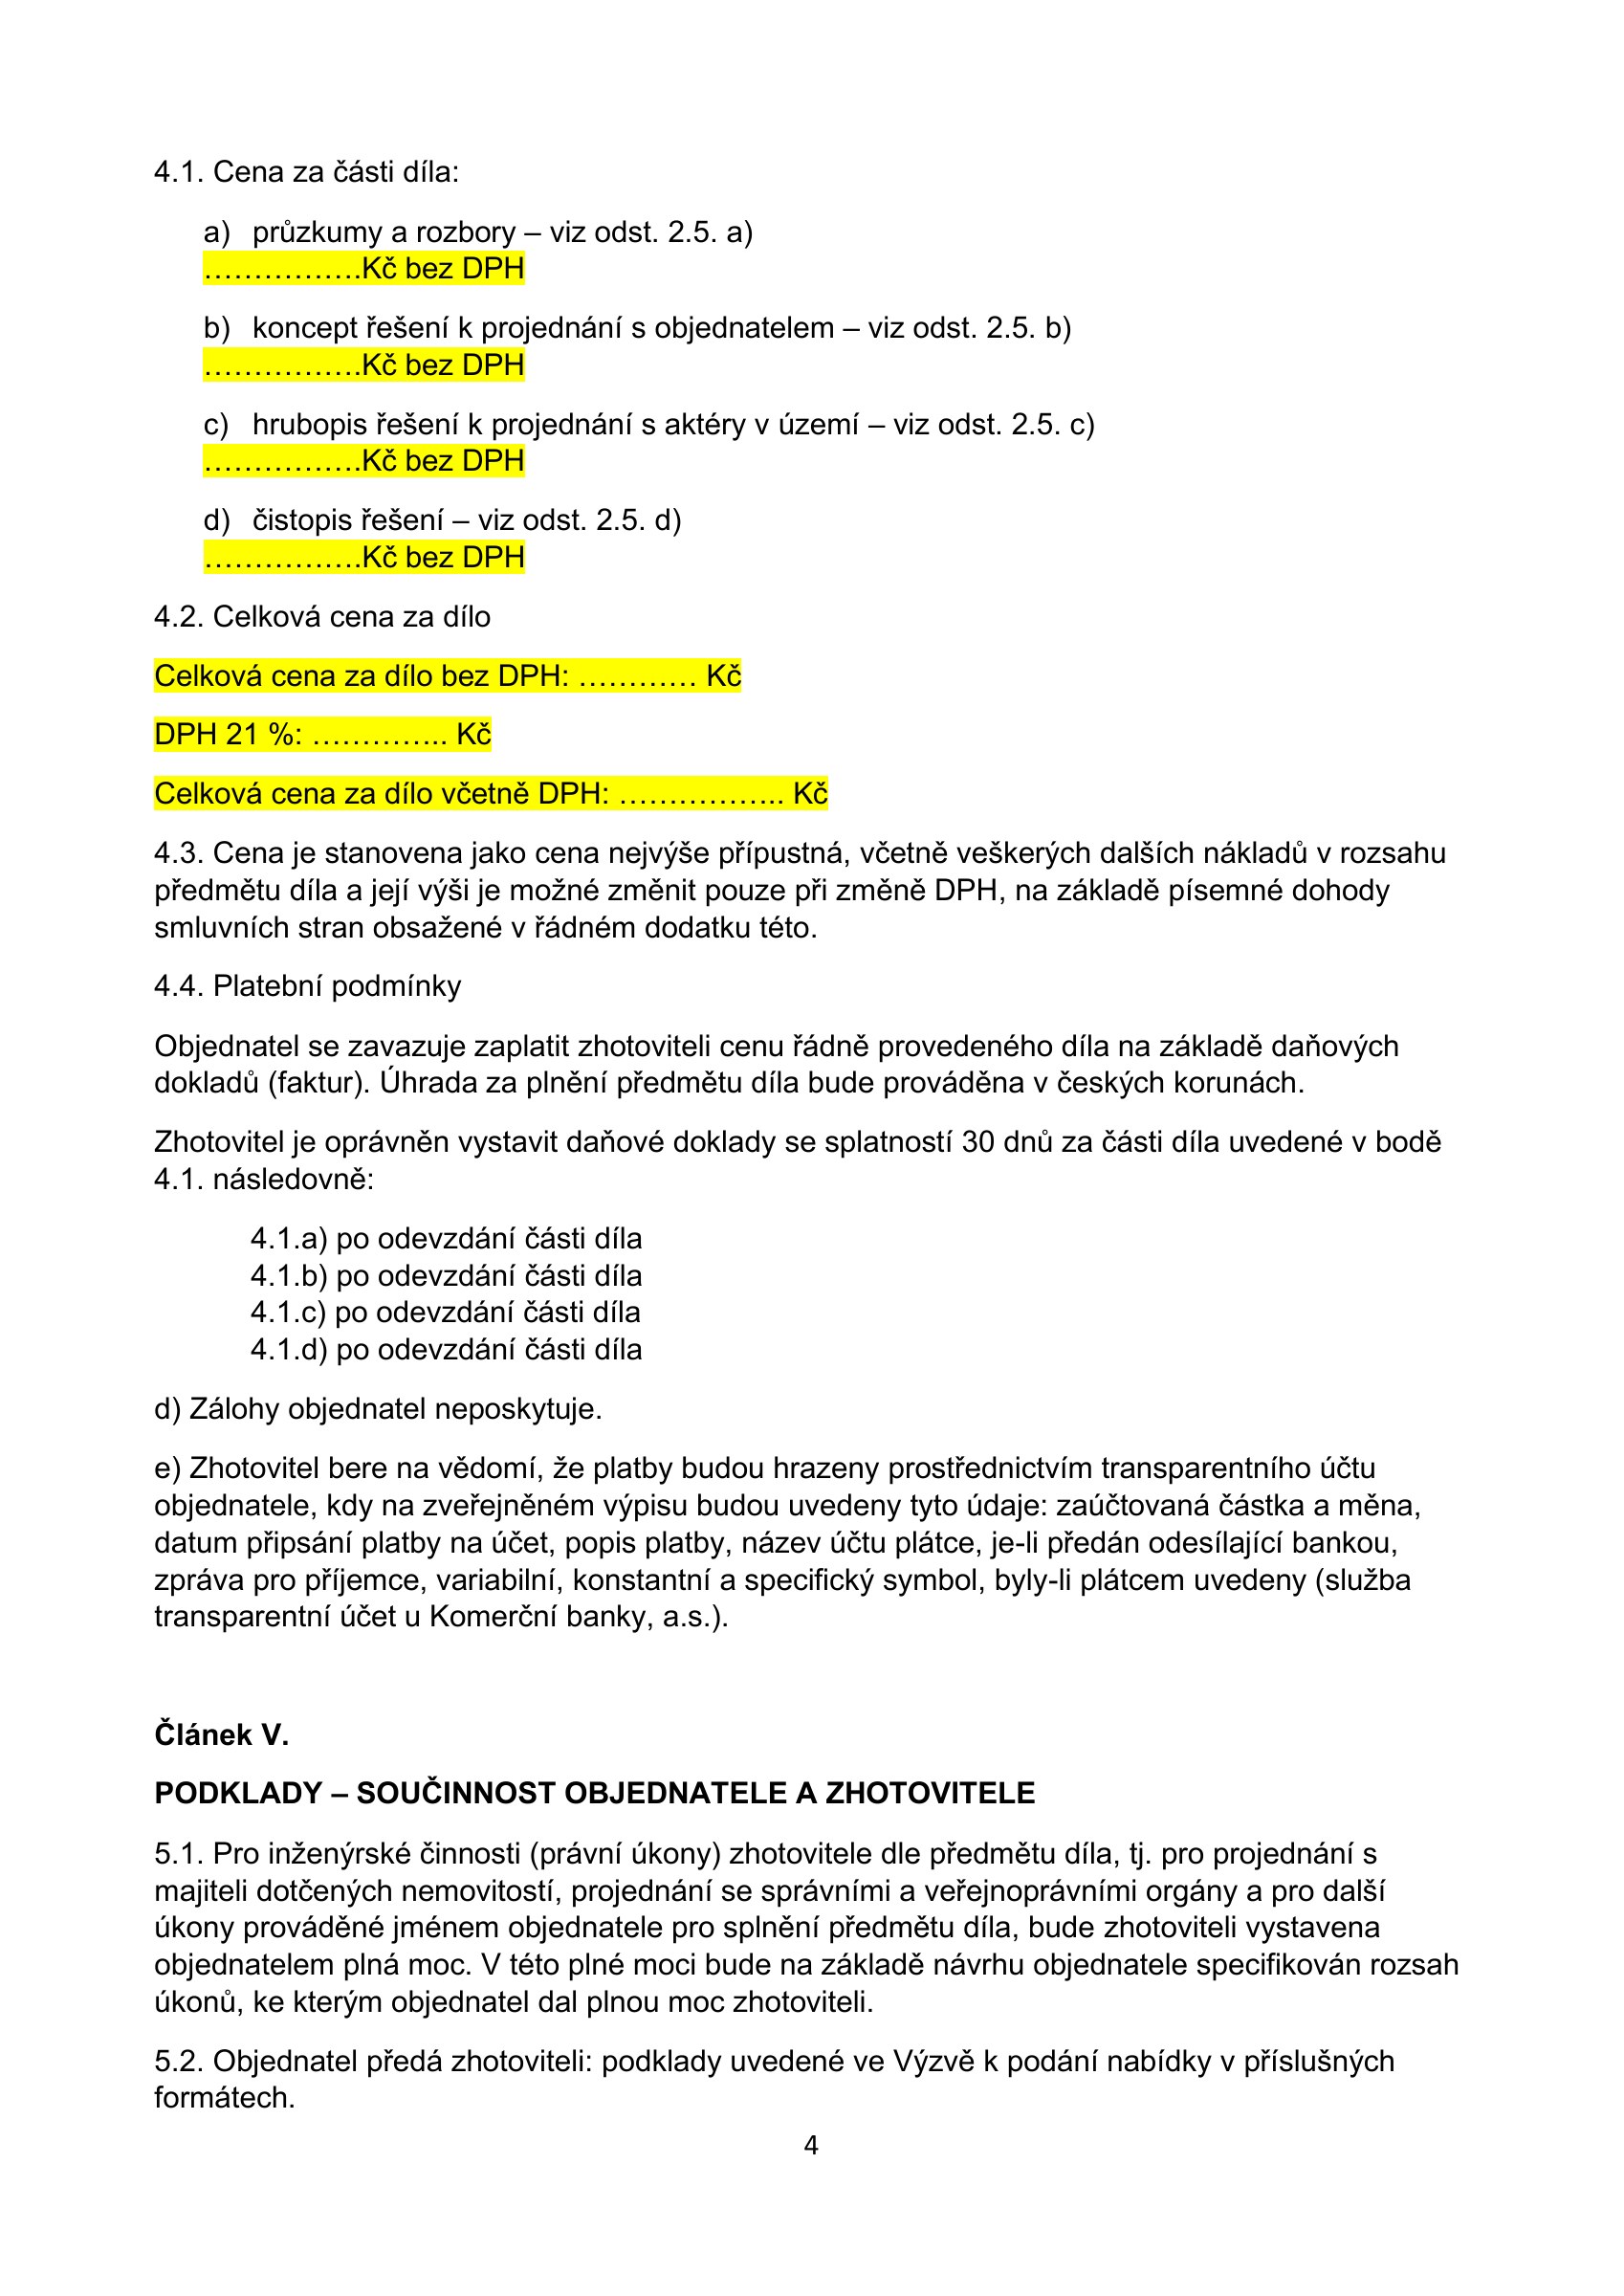 4.1. Cena za části díla:
a) průzkumy a rozbory – viz odst. 2.5. a)
…………….Kč bez DPH
b) koncept řešení k projednání s objednatelem – viz odst. 2.5. b)
…………….Kč bez DPH
c) hrubopis řešení k projednání s aktéry v území – viz odst. 2.5. c)
…………….Kč bez DPH
d) čistopis řešení – viz odst. 2.5. d)
…………….Kč bez DPH
4.2. Celková cena za dílo
Celková cena za dílo bez DPH: ………… Kč
DPH 21 %: ………….. Kč
Celková cena za dílo včetně DPH: …………….. Kč
4.3. Cena je stanovena jako cena nejvýše přípustná, včetně veškerých dalších nákladů v rozsahu
předmětu díla a její výši je možné změnit pouze při změně DPH, na základě písemné dohody
smluvních stran obsažené v řádném dodatku této.
4.4. Platební podmínky
Objednatel se zavazuje zaplatit zhotoviteli cenu řádně provedeného díla na základě daňových
dokladů (faktur). Úhrada za plnění předmětu díla bude prováděna v českých korunách.
Zhotovitel je oprávněn vystavit daňové doklady se splatností 30 dnů za části díla uvedené v bodě
4.1. následovně:
4.1.a) po odevzdání části díla
4.1.b) po odevzdání části díla
4.1.c) po odevzdání části díla
4.1.d) po odevzdání části díla
d) Zálohy objednatel neposkytuje.
e) Zhotovitel bere na vědomí, že platby budou hrazeny prostřednictvím transparentního účtu
objednatele, kdy na zveřejněném výpisu budou uvedeny tyto údaje: zaúčtovaná částka a měna,
datum připsání platby na účet, popis platby, název účtu plátce, je-li předán odesílající bankou,
zpráva pro příjemce, variabilní, konstantní a specifický symbol, byly-li plátcem uvedeny (služba
transparentní účet u Komerční banky, a.s.).
Článek V.
PODKLADY – SOUČINNOST OBJEDNATELE A ZHOTOVITELE
5.1. Pro inženýrské činnosti (právní úkony) zhotovitele dle předmětu díla, tj. pro projednání s
majiteli dotčených nemovitostí, projednání se správními a veřejnoprávními orgány a pro další
úkony prováděné jménem objednatele pro splnění předmětu díla, bude zhotoviteli vystavena
objednatelem plná moc. V této plné moci bude na základě návrhu objednatele specifikován rozsah
úkonů, ke kterým objednatel dal plnou moc zhotoviteli.
5.2. Objednatel předá zhotoviteli: podklady uvedené ve Výzvě k podání nabídky v příslušných
formátech.
4